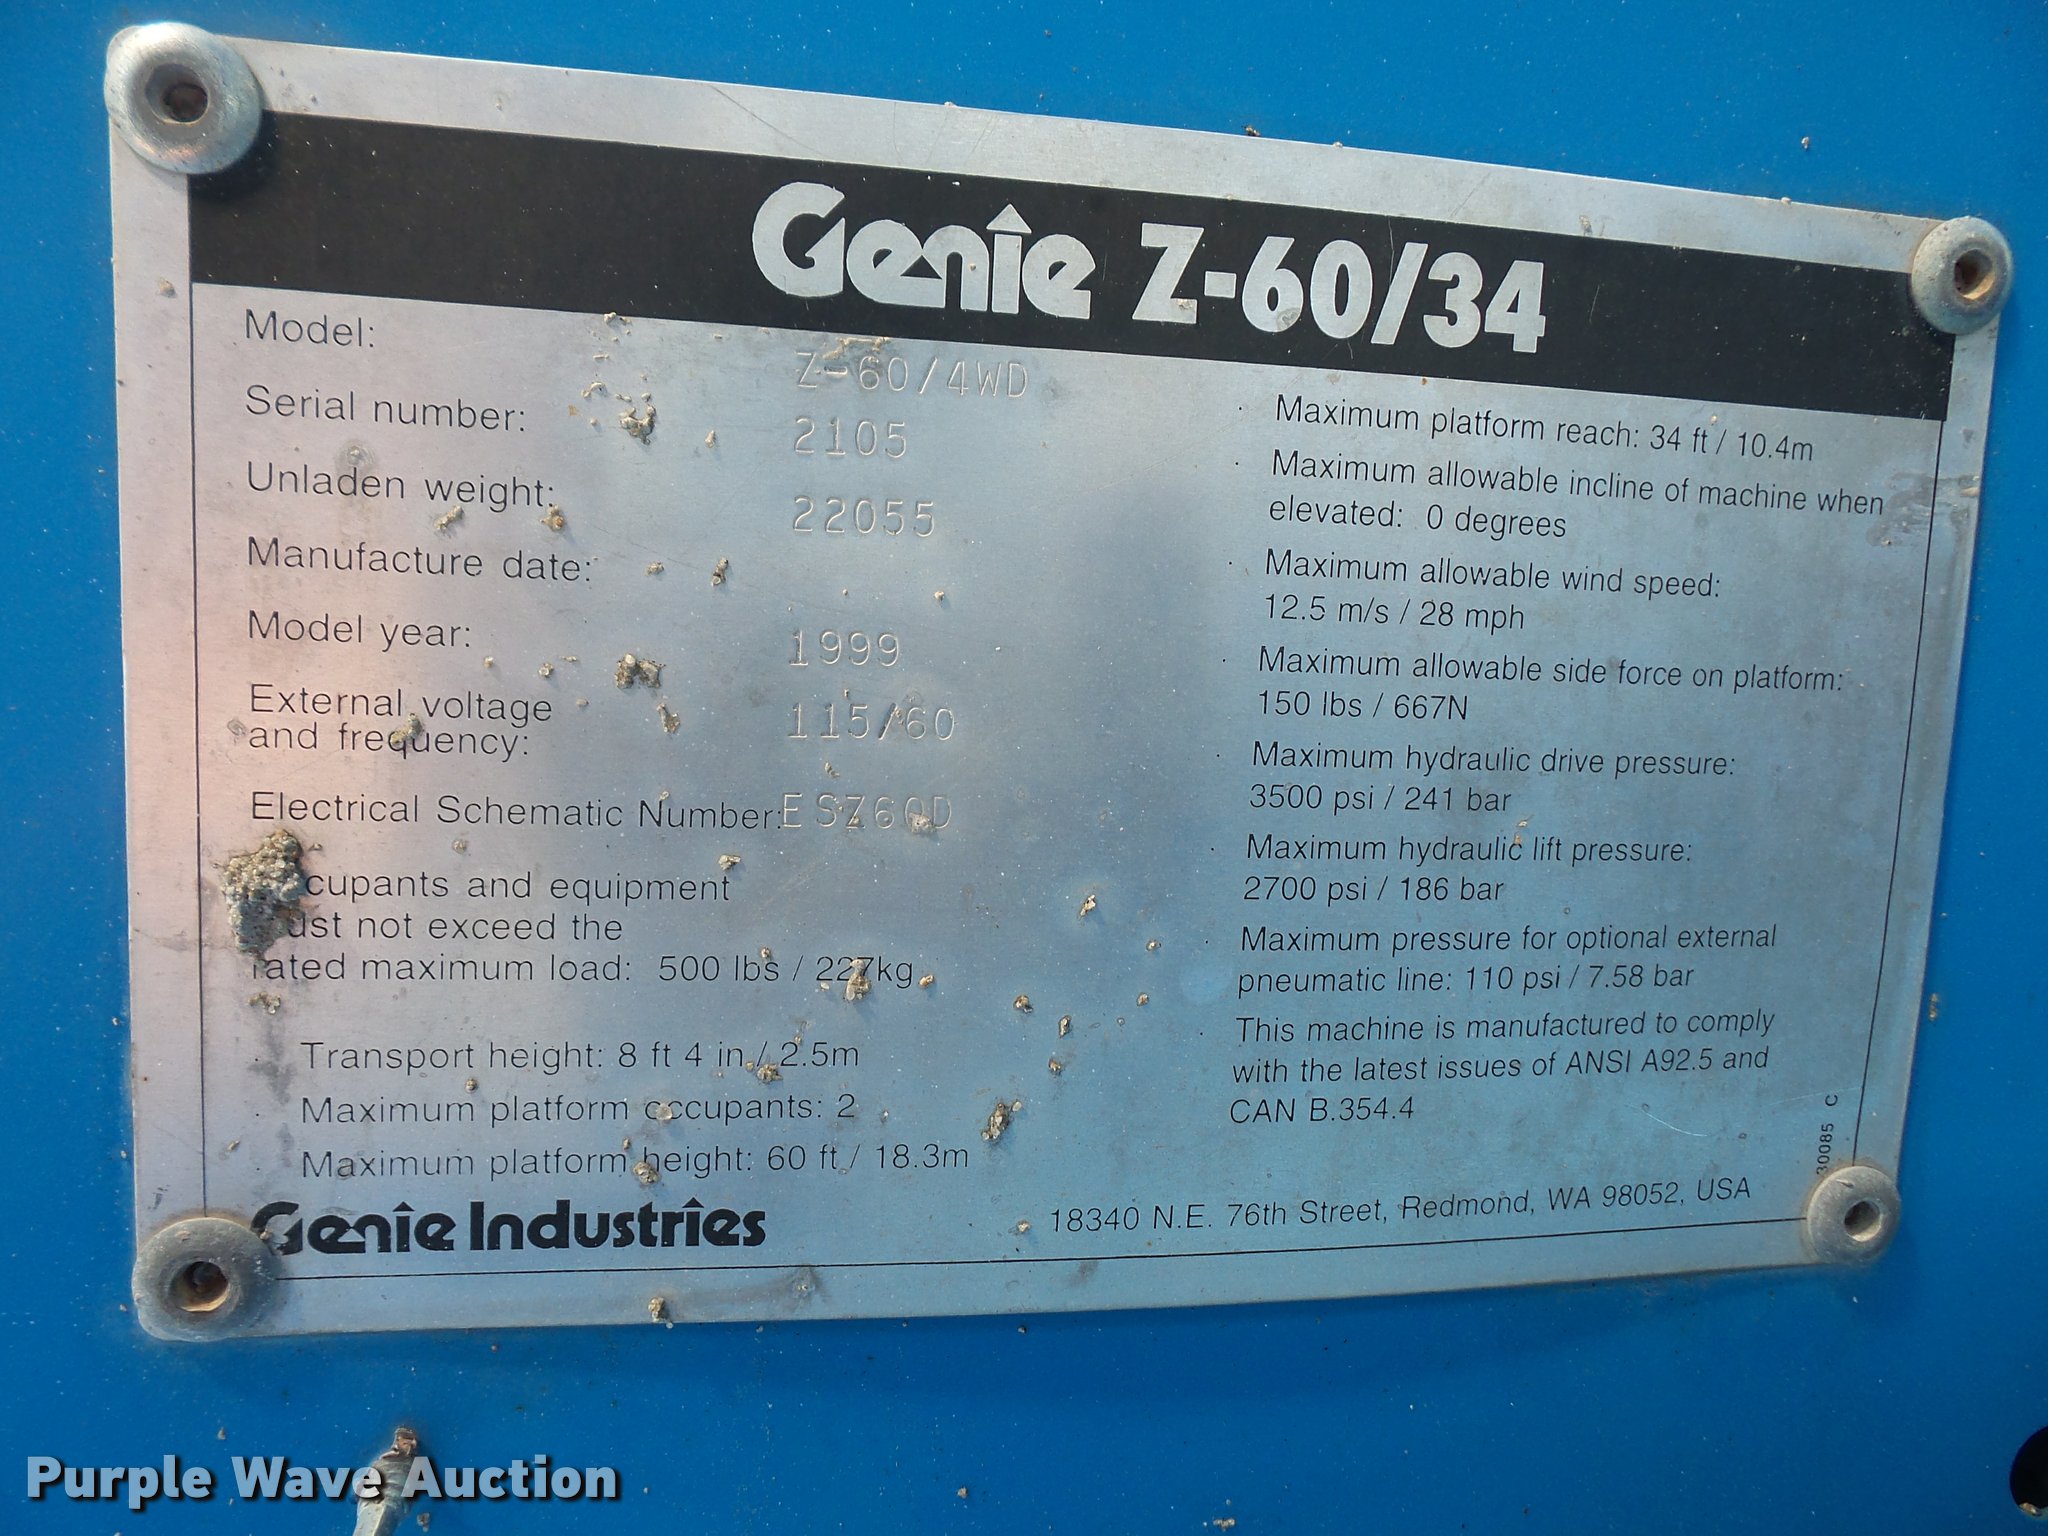 Genie Z-60/34
Model: Z-60/4WD
Serial number: 2105
Unladen weight: 22055
Manufacture date:
Model year: 1999
External voltage
and frequency: 115/60
Electrical Schematic Number: ESZ60D
and equipment
not exceed the
maximum load: 500 lbs / 227kg
· Transport height: 8 ft 4 in / 2.5m
· Maximum platform occupants: 2
· Maximum platform height: 60 ft / 18.3m
· Maximum platform reach: 34 ft / 10.4m
· Maximum allowable incline of machine when
elevated: 0 degrees
· Maximum allowable wind speed:
12.5 m/s / 28 mph
· Maximum allowable side force on platform:
150 lbs / 667N
· Maximum hydraulic drive pressure:
3500 psi / 241 bar
· Maximum hydraulic lift pressure:
2700 psi / 186 bar
· Maximum pressure for optional external
pneumatic line: 110 psi / 7.58 bar
· This machine is manufactured to comply
with the latest issues of ANSI A92.5 and
CAN B.354.4
30085 C
Genie Industries
18340 N.E. 76th Street, Redmond, WA 98052, USA
Purple Wave Auction